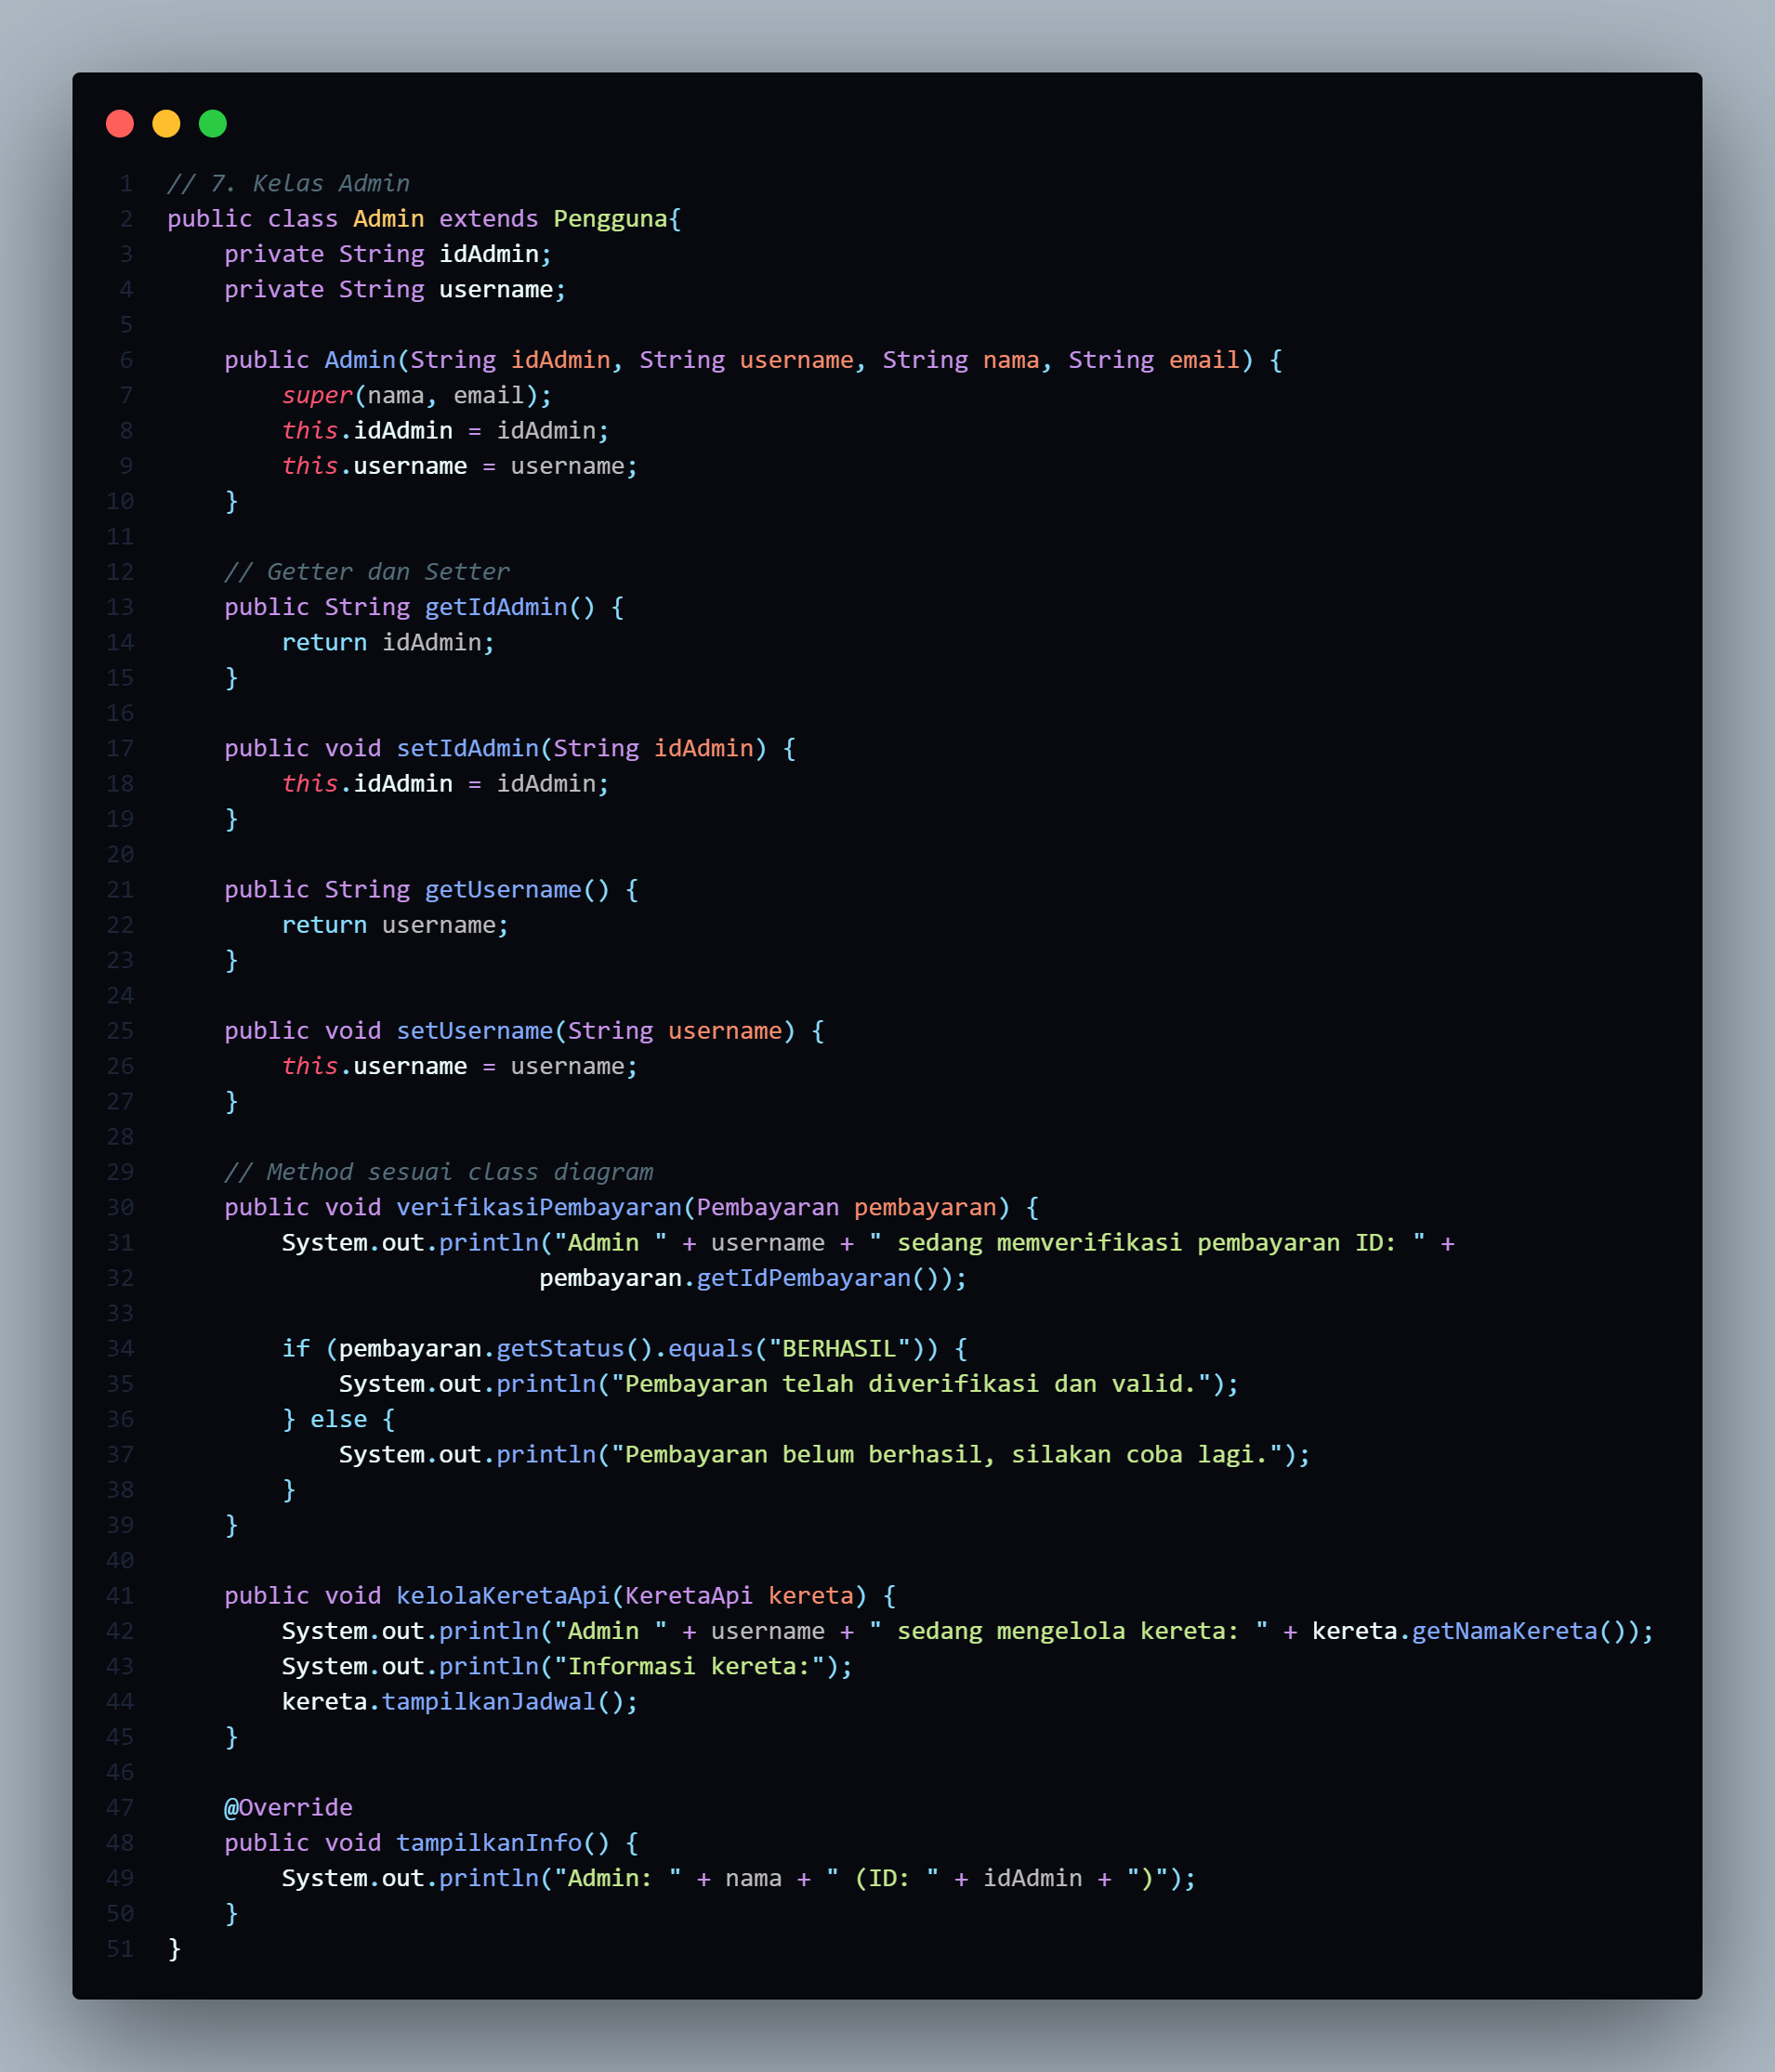 1 // 7. Kelas Admin
2 public class Admin extends Pengguna{
3     private String idAdmin;
4     private String username;
5
6     public Admin(String idAdmin, String username, String nama, String email) {
7         super(nama, email);
8         this.idAdmin = idAdmin;
9         this.username = username;
10     }
11
12     // Getter dan Setter
13     public String getIdAdmin() {
14         return idAdmin;
15     }
16
17     public void setIdAdmin(String idAdmin) {
18         this.idAdmin = idAdmin;
19     }
20
21     public String getUsername() {
22         return username;
23     }
24
25     public void setUsername(String username) {
26         this.username = username;
27     }
28
29     // Method sesuai class diagram
30     public void verifikasiPembayaran(Pembayaran pembayaran) {
31         System.out.println("Admin " + username + " sedang memverifikasi pembayaran ID: " +
32                           pembayaran.getIdPembayaran());
33
34         if (pembayaran.getStatus().equals("BERHASIL")) {
35             System.out.println("Pembayaran telah diverifikasi dan valid.");
36         } else {
37             System.out.println("Pembayaran belum berhasil, silakan coba lagi.");
38         }
39     }
40
41     public void kelolaKeretaApi(KeretaApi kereta) {
42         System.out.println("Admin " + username + " sedang mengelola kereta: " + kereta.getNamaKereta());
43         System.out.println("Informasi kereta:");
44         kereta.tampilkanJadwal();
45     }
46
47     @Override
48     public void tampilkanInfo() {
49         System.out.println("Admin: " + nama + " (ID: " + idAdmin + ")");
50     }
51 }